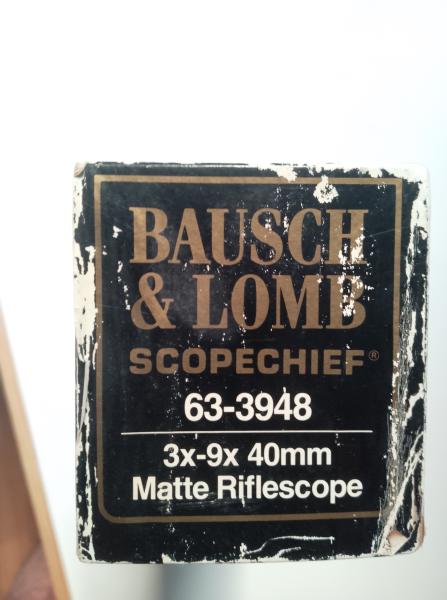 BAUSCH
& LOMB
SCOPECHIEF®
63-3948
3x-9x 40mm
Matte Riflescope